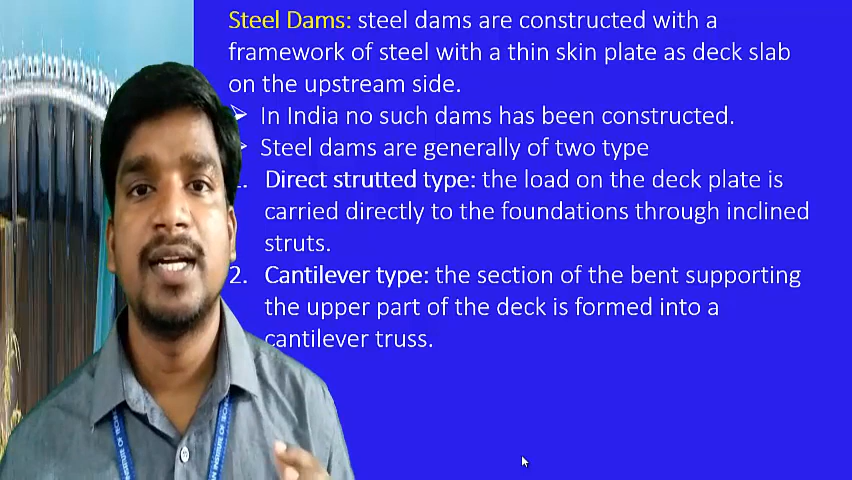 Steel Dams: steel dams are constructed with a
framework of steel with a thin skin plate as deck slab
on the upstream side.
In India no such dams has been constructed.
Steel dams are generally of two type
Direct strutted type: the load on the deck plate is
carried directly to the foundations through inclined
struts.
2. Cantilever type: the section of the bent supporting
the upper part of the deck is formed into a
cantilever truss.
INSTITUTE OF